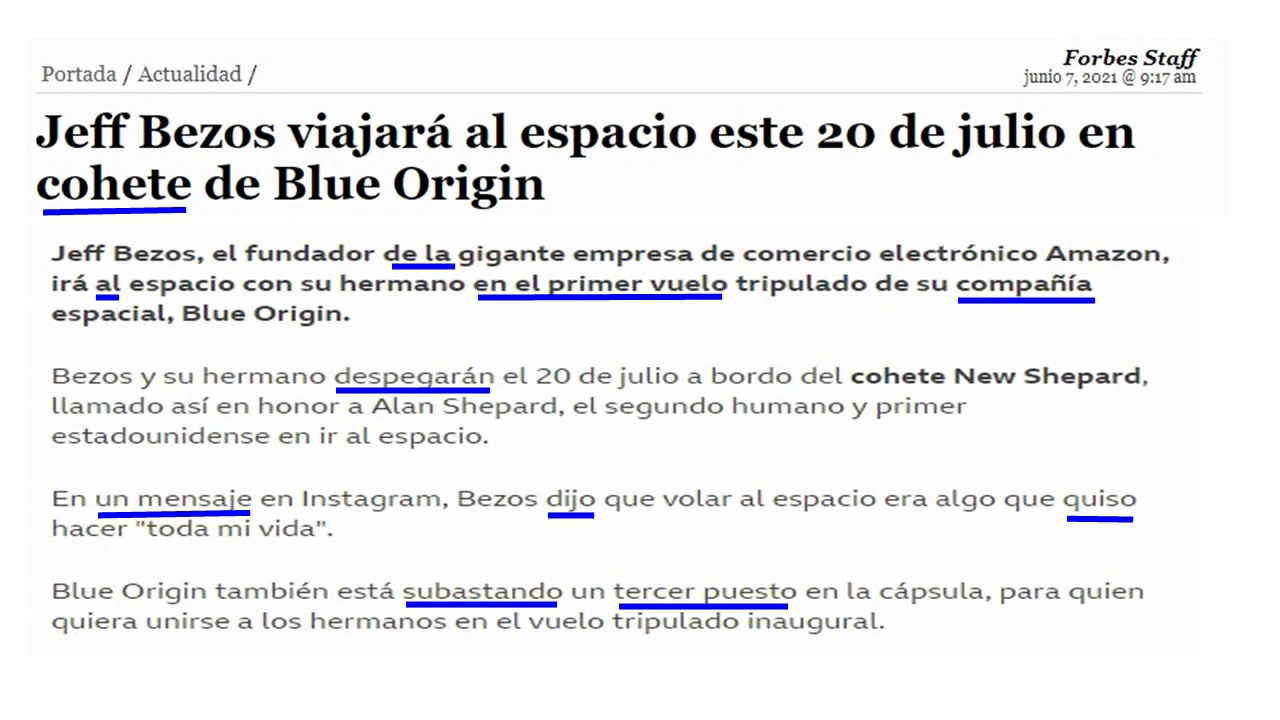 Portada / Actualidad /
Forbes Staff
junio 7, 2021 @ 9:17 am
Jeff Bezos viajará al espacio este 20 de julio en
cohete de Blue Origin
Jeff Bezos, el fundador de la gigante empresa de comercio electrónico Amazon,
irá al espacio con su hermano en el primer vuelo tripulado de su compañía
espacial, Blue Origin.
Bezos y su hermano despegarán el 20 de julio a bordo del cohete New Shepard,
llamado así en honor a Alan Shepard, el segundo humano y primer
estadounidense en ir al espacio.
En un mensaje en Instagram, Bezos dijo que volar al espacio era algo que quiso
hacer "toda mi vida".
Blue Origin también está subastando un tercer puesto en la cápsula, para quien
quiera unirse a los hermanos en el vuelo tripulado inaugural.